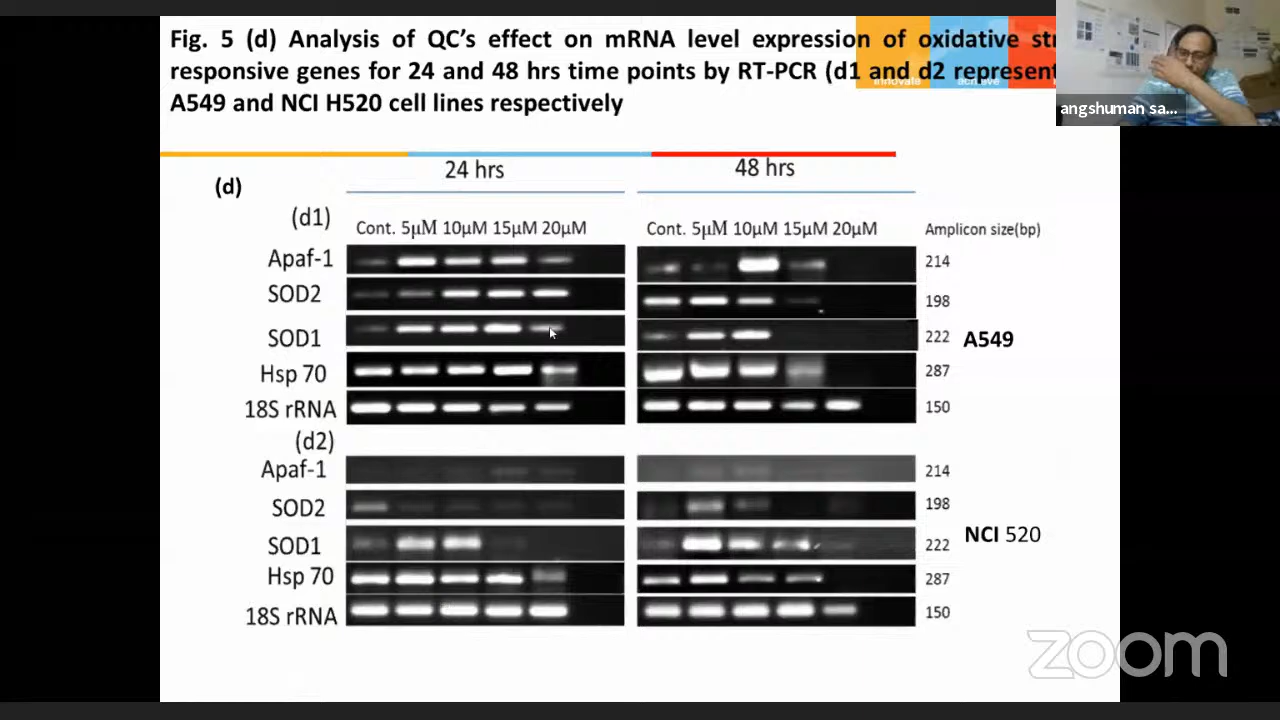 Fig. 5 (d) Analysis of QC's effect on mRNA level expression of oxidative
responsive genes for 24 and 48 hrs time points by RT-PCR (d1 and d2 represent
A549 and NCI H520 cell lines respectively
innovate achieve
angshuman sa...
24 hrs 48 hrs
(d)
(d1)
Cont. 5μM 10μM 15μM 20μM Cont. 5μM 10μM 15μM 20μM Amplicon size(bp)
Apaf-1 214
SOD2 198
SOD1 222 A549
Hsp 70 287
18S rRNA 150
(d2)
Apaf-1 214
SOD2 198
SOD1 222 NCI 520
Hsp 70 287
18S rRNA 150
zoom